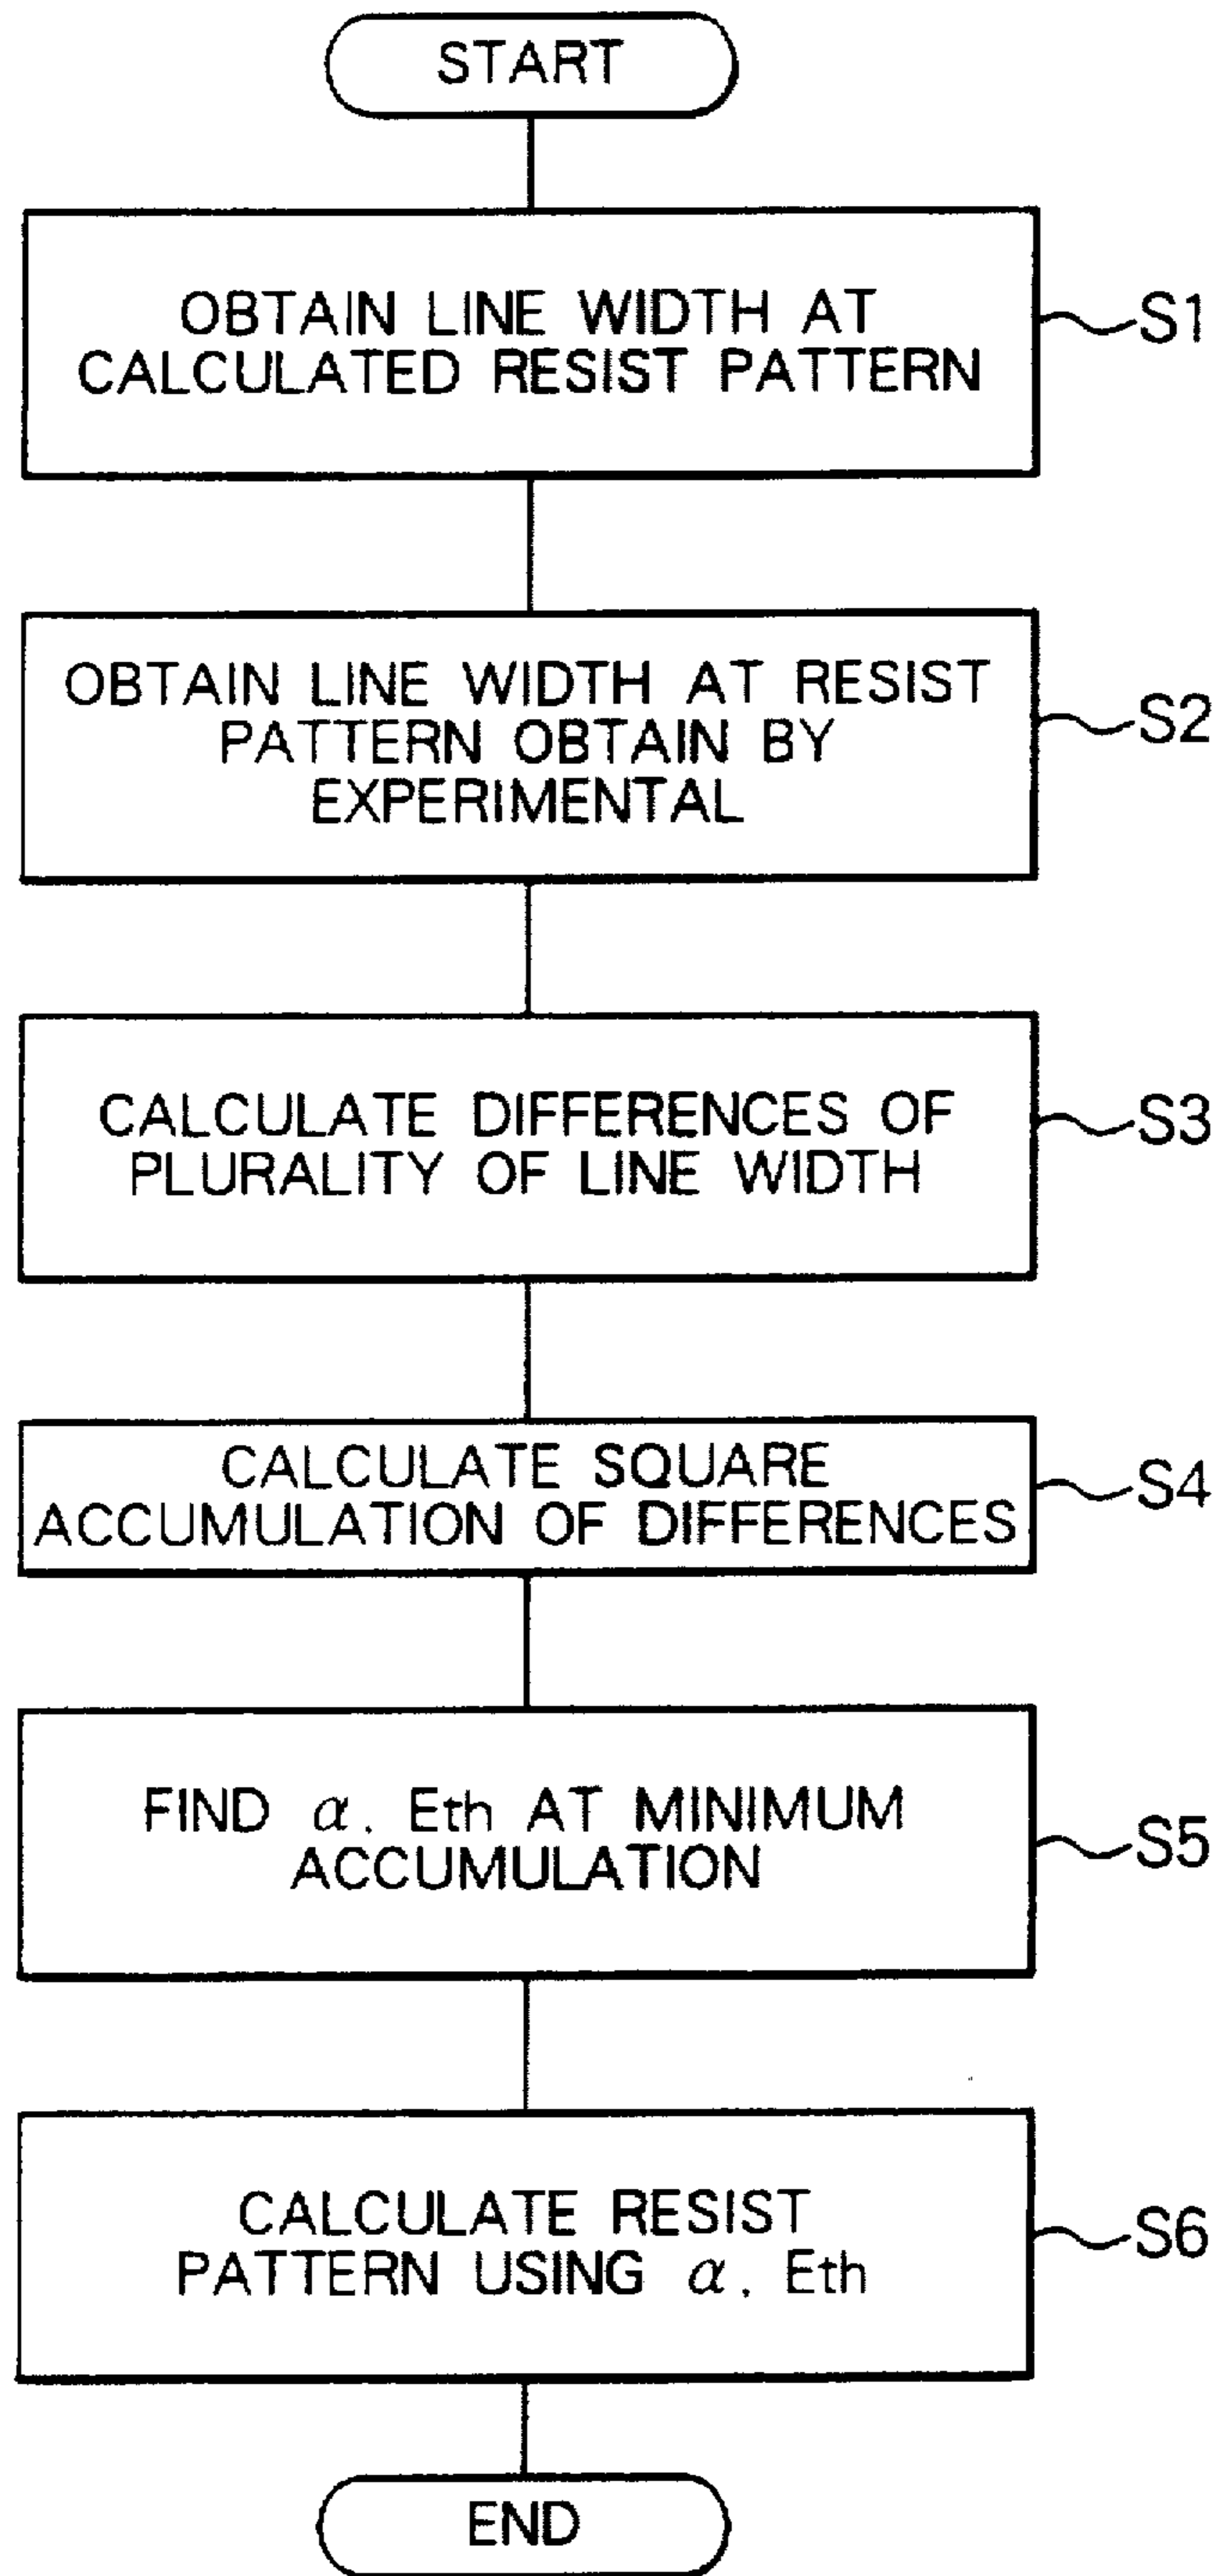 START
OBTAIN LINE WIDTH AT
CALCULATED RESIST PATTERN
S1
OBTAIN LINE WIDTH AT RESIST
PATTERN OBTAIN BY
EXPERIMENTAL
S2
CALCULATE DIFFERENCES OF
PLURALITY OF LINE WIDTH
S3
CALCULATE SQUARE
ACCUMULATION OF DIFFERENCES
S4
FIND α. Eth AT MINIMUM
ACCUMULATION
S5
CALCULATE RESIST
PATTERN USING α. Eth
S6
END